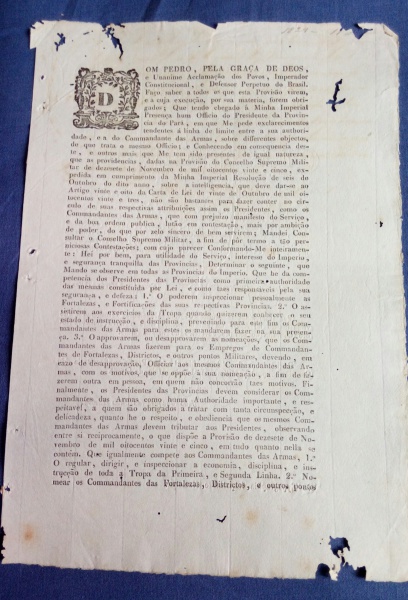 DOM PEDRO, PELA GRAÇA DE DEOS,
e Unanime Acclamação dos Povos, Imperador
Constitucional, e Defensor Perpetuo do Brasil.
Faço saber a todos os que esta Provisão virem,
e a cuja execução, por sua materia, forem obri-
gados; Que tendo chegado à Minha Imperial
Presença hum Officio do Presidente da Provin-
cia do Pará, em que Me pede esclarecimentos
tendentes á linha de limite entre a sua authori-
dade, e a do Commandante das Armas, sobre differentes objectos,
de que trata o mesmo Officio; e Conhecendo em consequencia des-
te, e outros mais que Me tem sido presentes de igual natureza,
que as providencias, dadas na Provisão do Conselho Supremo Mili-
tar de dezesete de Novembro de mil oitocentos vinte e cinco, ex-
pedida em cumprimento da Minha Imperial Resolução de seis de
Outubro do dito anno, sobre a intelligencia, que deve dar-se ao
Artigo vinte e oito da Carta de Lei de vinte de Outubro de mil oi-
tocentos vinte e tres, não são bastantes para fazer conter no cir-
culo de suas respectivas attribuições assim os Presidentes, como os
Commandantes das Armas, que com prejuizo manifesto do Serviço,
e da boa ordem publica, lutão em contestação, mais por ambição
de poder, do que por zelo sincero de bem servirem; Mandei Con-
sultar o Conselho Supremo Militar, a fim de pôr termo a tão per-
niciosas Contestações; com cujo parecer Conformando-Me inteiramen-
te: Hei por bem, para utilidade do Serviço, interesse do Imperio,
e segurança tranquilla das Provincias, Determinar o seguinte, que
Mando se observe em todas as Provincias do Imperio. Que he da com-
petencia dos Presidentes das Provincias como primeira authoridade
das mesmas constituida por Lei, e como taes responsaveis pela sua
segurança, e defeza: 1.° O poderem inspeccionar pessoalmente as
Fortalezas, e Fortificações das suas respectivas Provincias. 2.° O as-
sistirem aos exercicios da Tropa quando quizerem conhecer o seu
estado de instrucção, e disciplina, prevenindo para este fim os Com-
mandantes das Armas para estes os mandarem fazer na sua presen-
ça. 3.° O approvarem, ou desapprovarem as nomeações, que os Com-
mandantes das Armas fizerem para os Empregos de Commandan-
tes de Fortalezas, Districtos, e outros pontos Militares, devendo, em
caso de desapprovação, Officiar aos mesmos Commandantes das Ar-
mas, com os motivos, que se oppõe à sua nomeação, a fim de fa-
zerem outra em pessoa, em quem não concorrão taes motivos. Fi-
nalmente, os Presidentes das Provincias devem considerar os Com-
mandantes das Armas como huma Authoridade importante, e res-
peitavel, a quem são obrigados a tratar com tanta circumspecção, e
delicadeza, quanto he o respeito, e obediencia que os mesmos Com-
mandantes das Armas devem tributar aos Presidentes, observando
entre si reciprocamente, o que dispõe a Provisão de dezesete de No-
vembro de mil oitocentos vinte e cinco, em tudo quanto nella se
contém. Que igualmente compete aos Commandantes das Armas, 1.°
O regular, dirigir, e inspeccionar a economia, disciplina, e ins-
trucção de toda a Tropa da Primeira, e Segunda Linha. 2.° No-
mear os Commandantes das Fortalezas, Districtos, e outros pontos